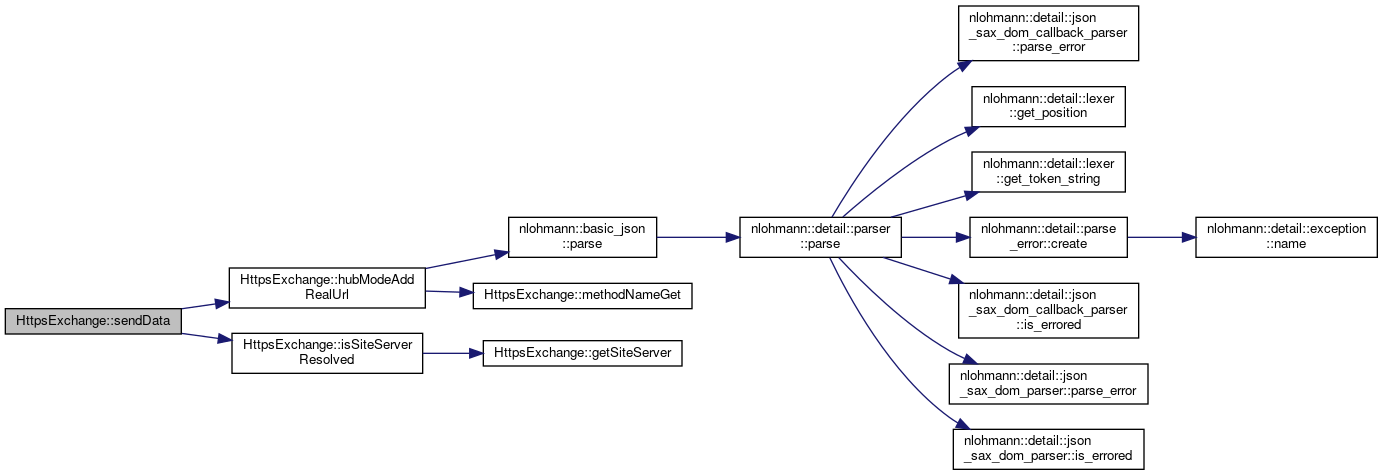 HttpsExchange::sendData
HttpsExchange::hubModeAdd
RealUrl
HttpsExchange::isSiteServer
Resolved
nlohmann::basic_json
::parse
HttpsExchange::methodNameGet
HttpsExchange::getSiteServer
nlohmann::detail::parser
::parse
nlohmann::detail::json
_sax_dom_callback_parser
::parse_error
nlohmann::detail::lexer
::get_position
nlohmann::detail::lexer
::get_token_string
nlohmann::detail::parse
_error::create
nlohmann::detail::json
_sax_dom_callback_parser
::is_errored
nlohmann::detail::json
_sax_dom_parser::parse_error
nlohmann::detail::json
_sax_dom_parser::is_errored
nlohmann::detail::exception
::name